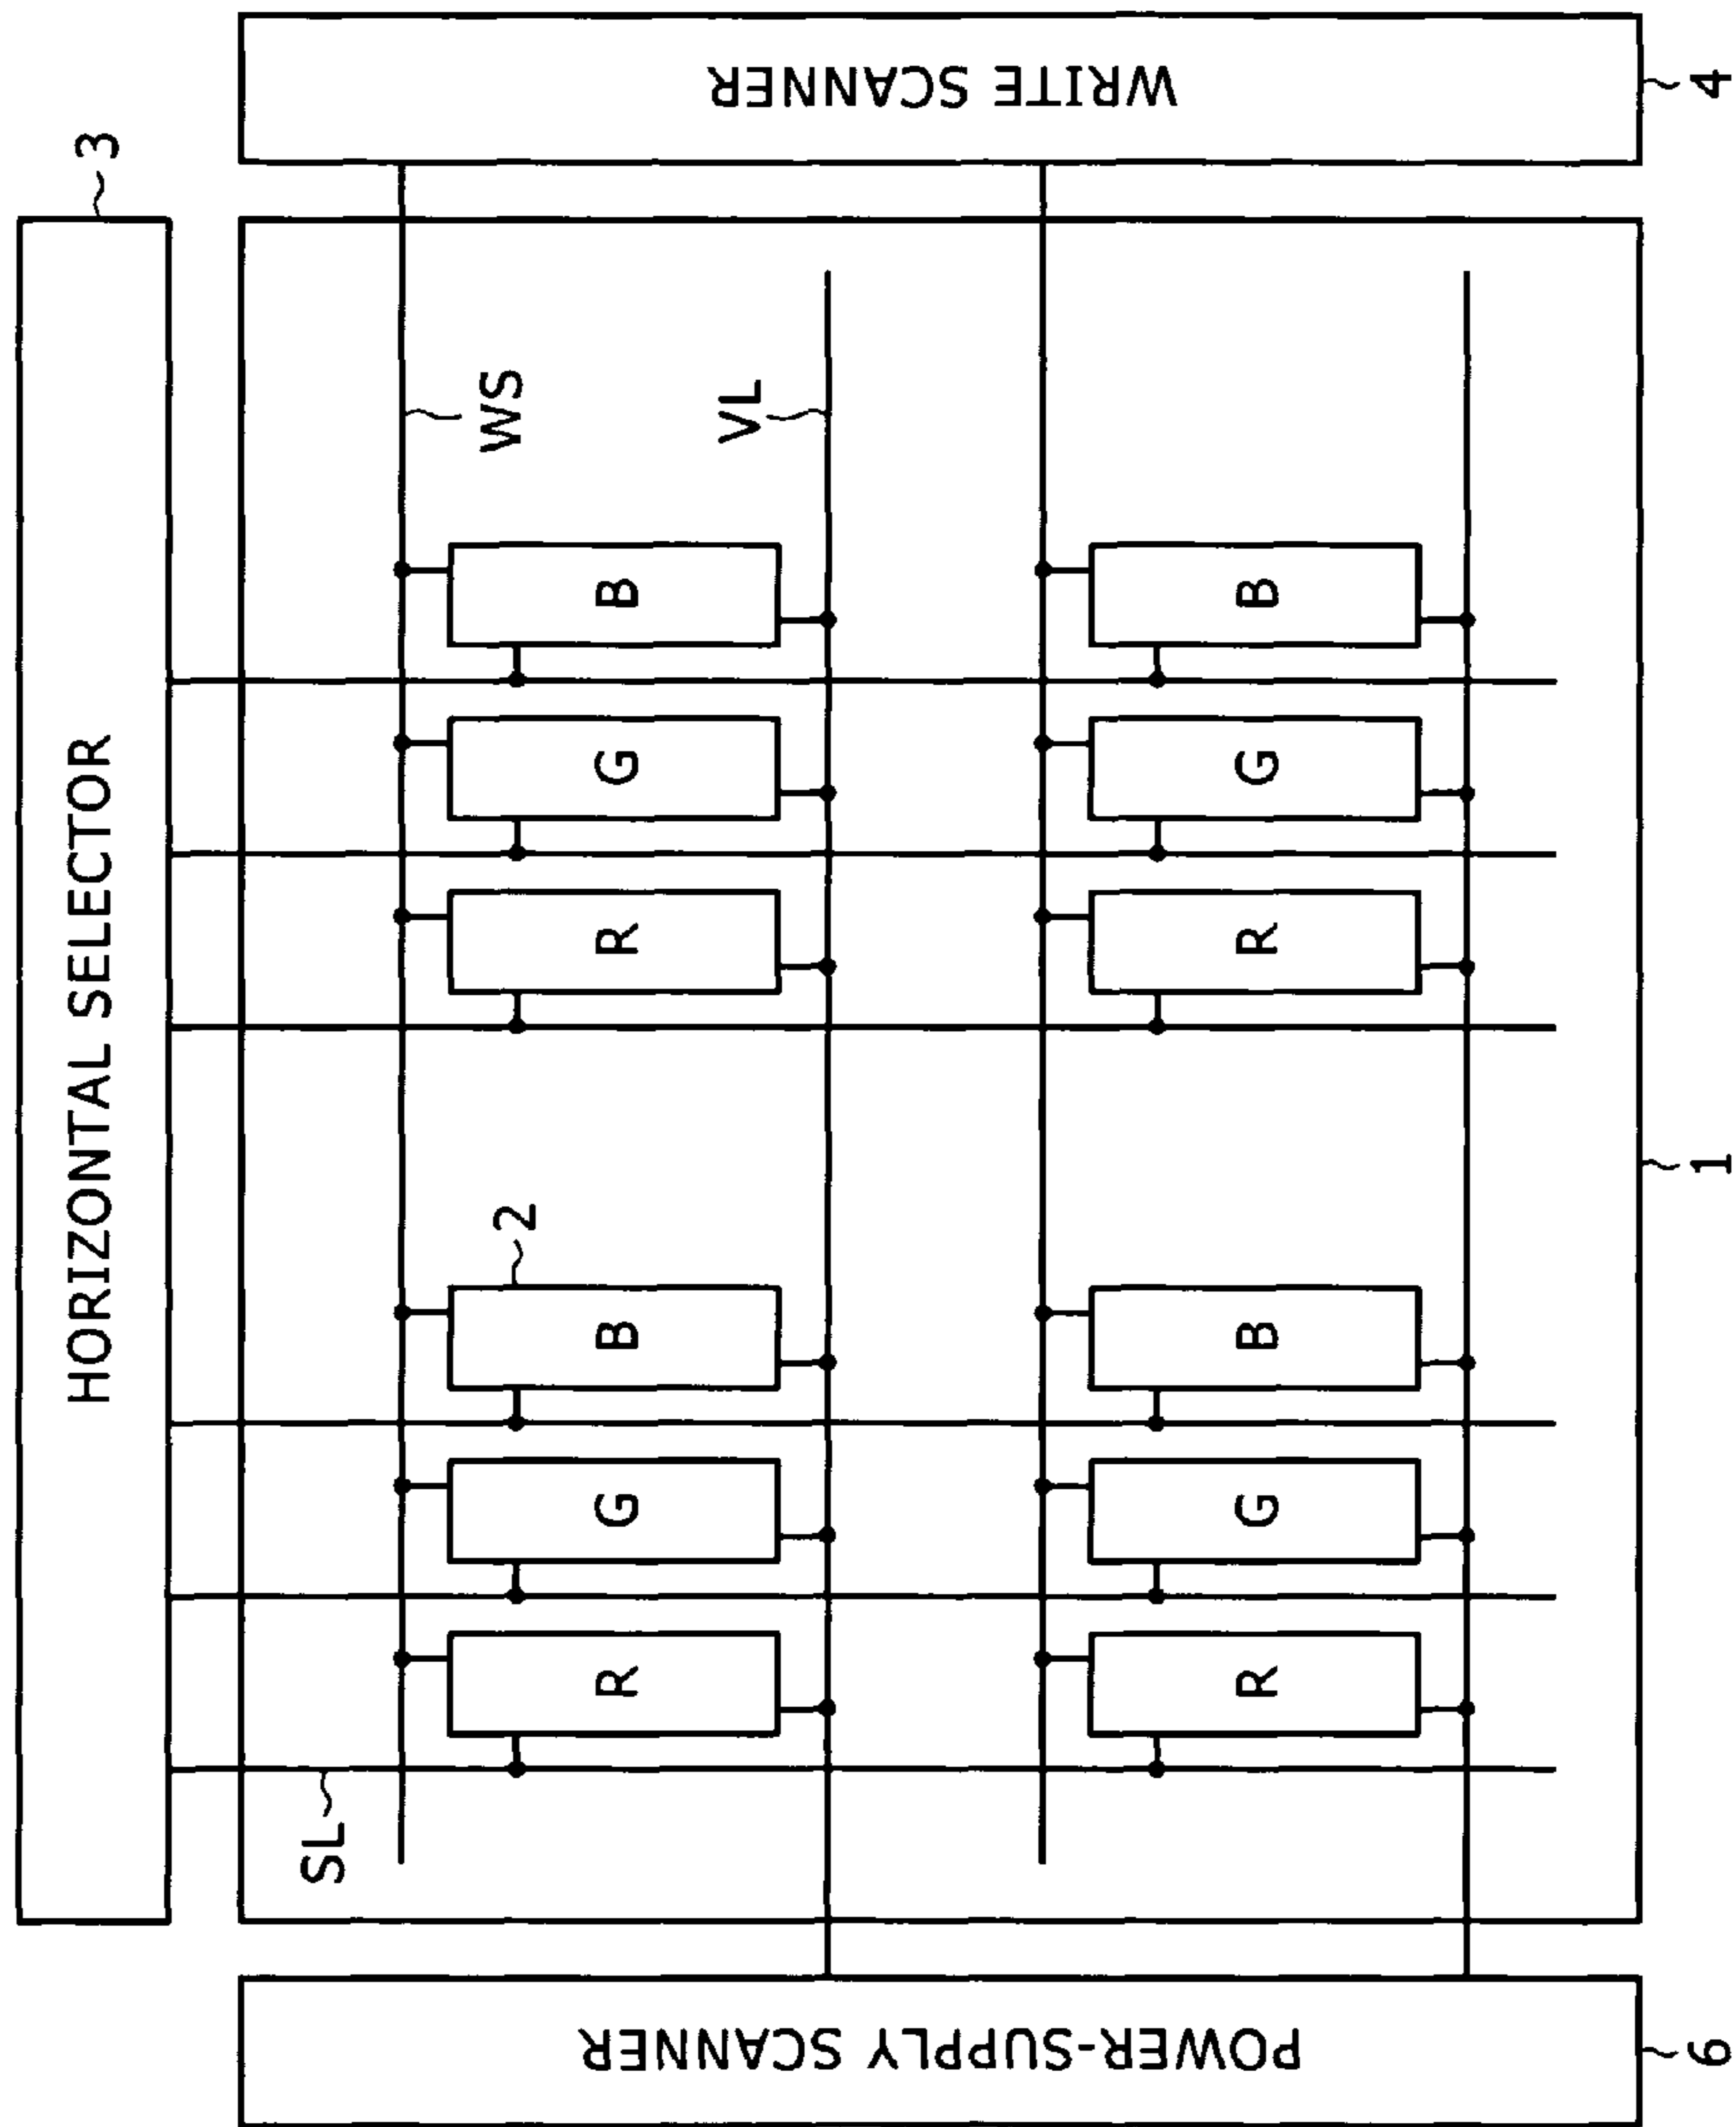 HORIZONTAL SELECTOR
3
SL
WS
2
R G B R G B
VL
R G B R G B
POWER-SUPPLY SCANNER
WRITE SCANNER
6
1
4